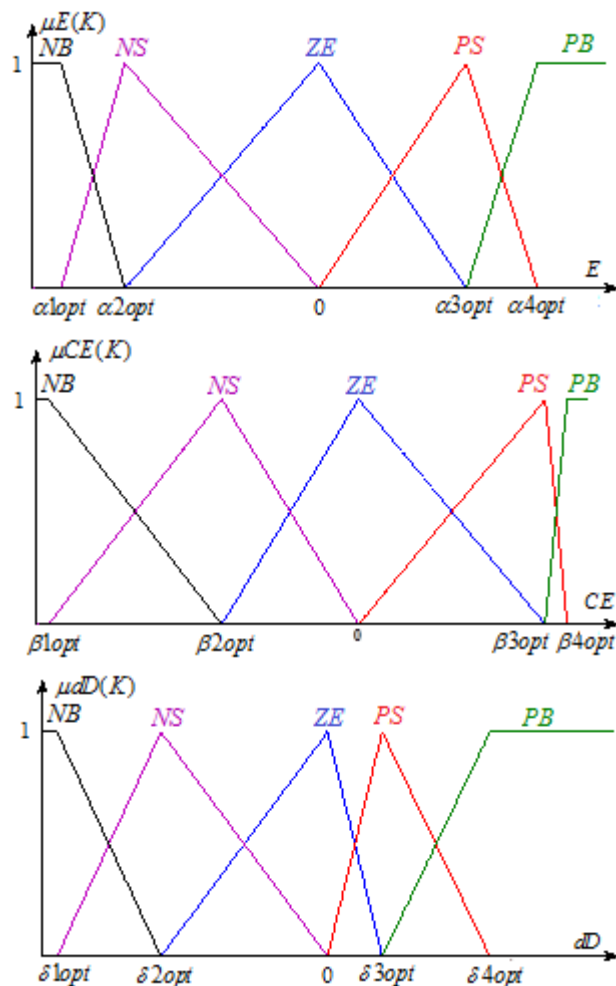 μE(K)
NB NS ZE PS PB
1
E
α1opt α2opt 0 α3opt α4opt
μCE(K)
NB NS ZE PS PB
1
CE
β1opt β2opt 0 β3opt β4opt
μdD(K)
NB NS ZE PS PB
1
dD
δ1opt δ2opt 0 δ3opt δ4opt